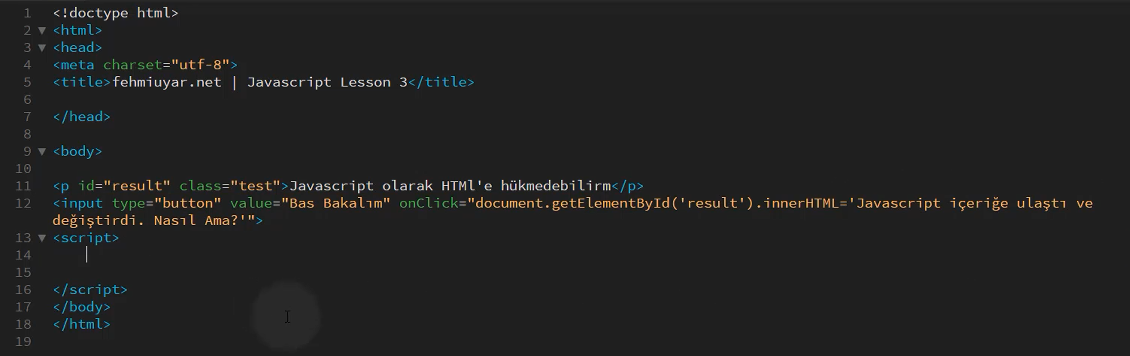 1 <!doctype html>
2 <html>
3 <head>
4 <meta charset="utf-8">
5 <title>fehmiuyar.net | Javascript Lesson 3</title>
6
7 </head>
8
9 <body>
10
11 <p id="result" class="test">Javascript olarak HTMl'e hükmedebilirm</p>
12 <input type="button" value="Bas Bakalım" onClick="document.getElementById('result').innerHTML='Javascript içeriğe ulaştı ve
değiştirdi. Nasıl Ama?'">
13 <script>
14
15
16 </script>
17 </body>
18 </html>
19